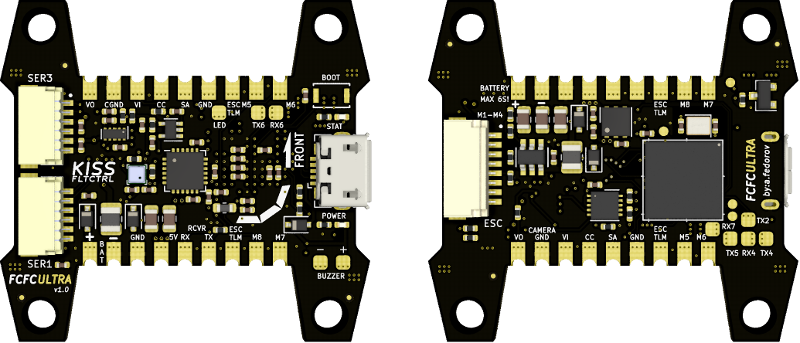 SER3
BOOT
VO CGND VI CC SA GND ESC M5 M6
TLM
LED
TX6 RX6
STAT
FRONT
KISS
FLTCTRL
POWER
+ -
BAT
GND 5V RX RCVR TX ESC M8 M7
TLM
- +
BUZZER
SER1
FCFCULTRA
v1.0
BATTERY
MAX 6S!
+ -
ESC M8 M7
TLM
M1-M4
FCFCULTRA
by:a.fedorov
ESC
CAMERA
VO GND VI CC SA GND ESC M5 M6
TLM
RX7
TX2
TX5 RX4 TX4